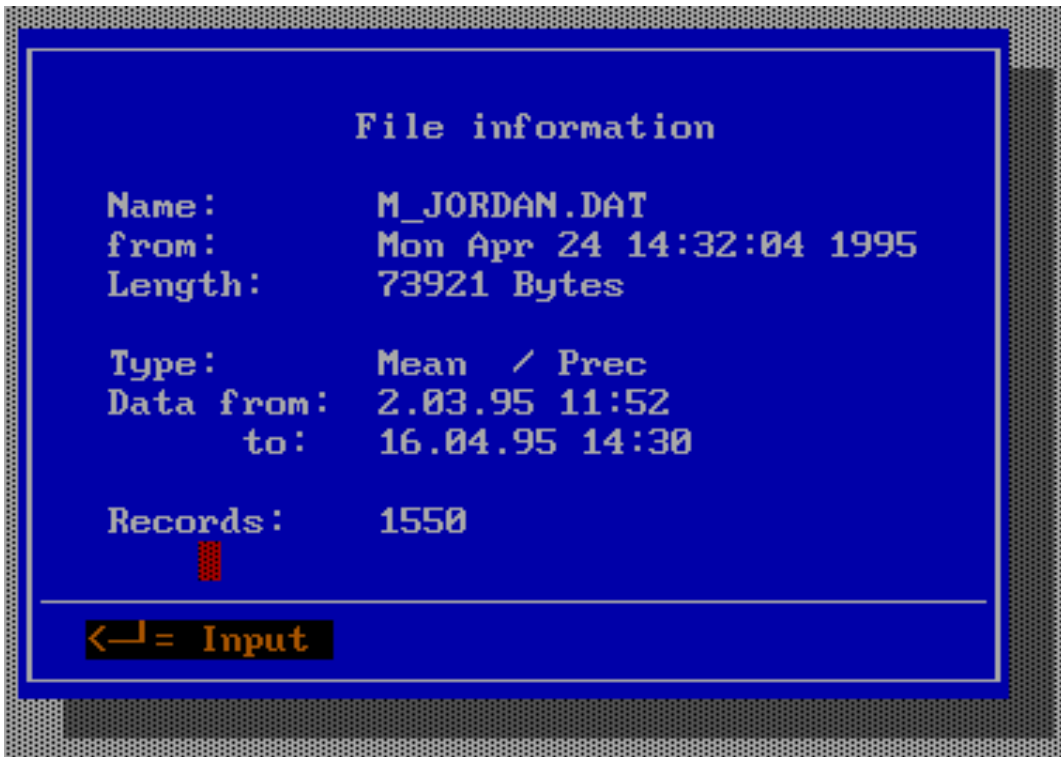 File information
Name: M_JORDAN.DAT
from: Mon Apr 24 14:32:04 1995
Length: 73921 Bytes
Type: Mean / Prec
Data from: 2.03.95 11:52
to: 16.04.95 14:30
Records: 1550
<─┘= Input